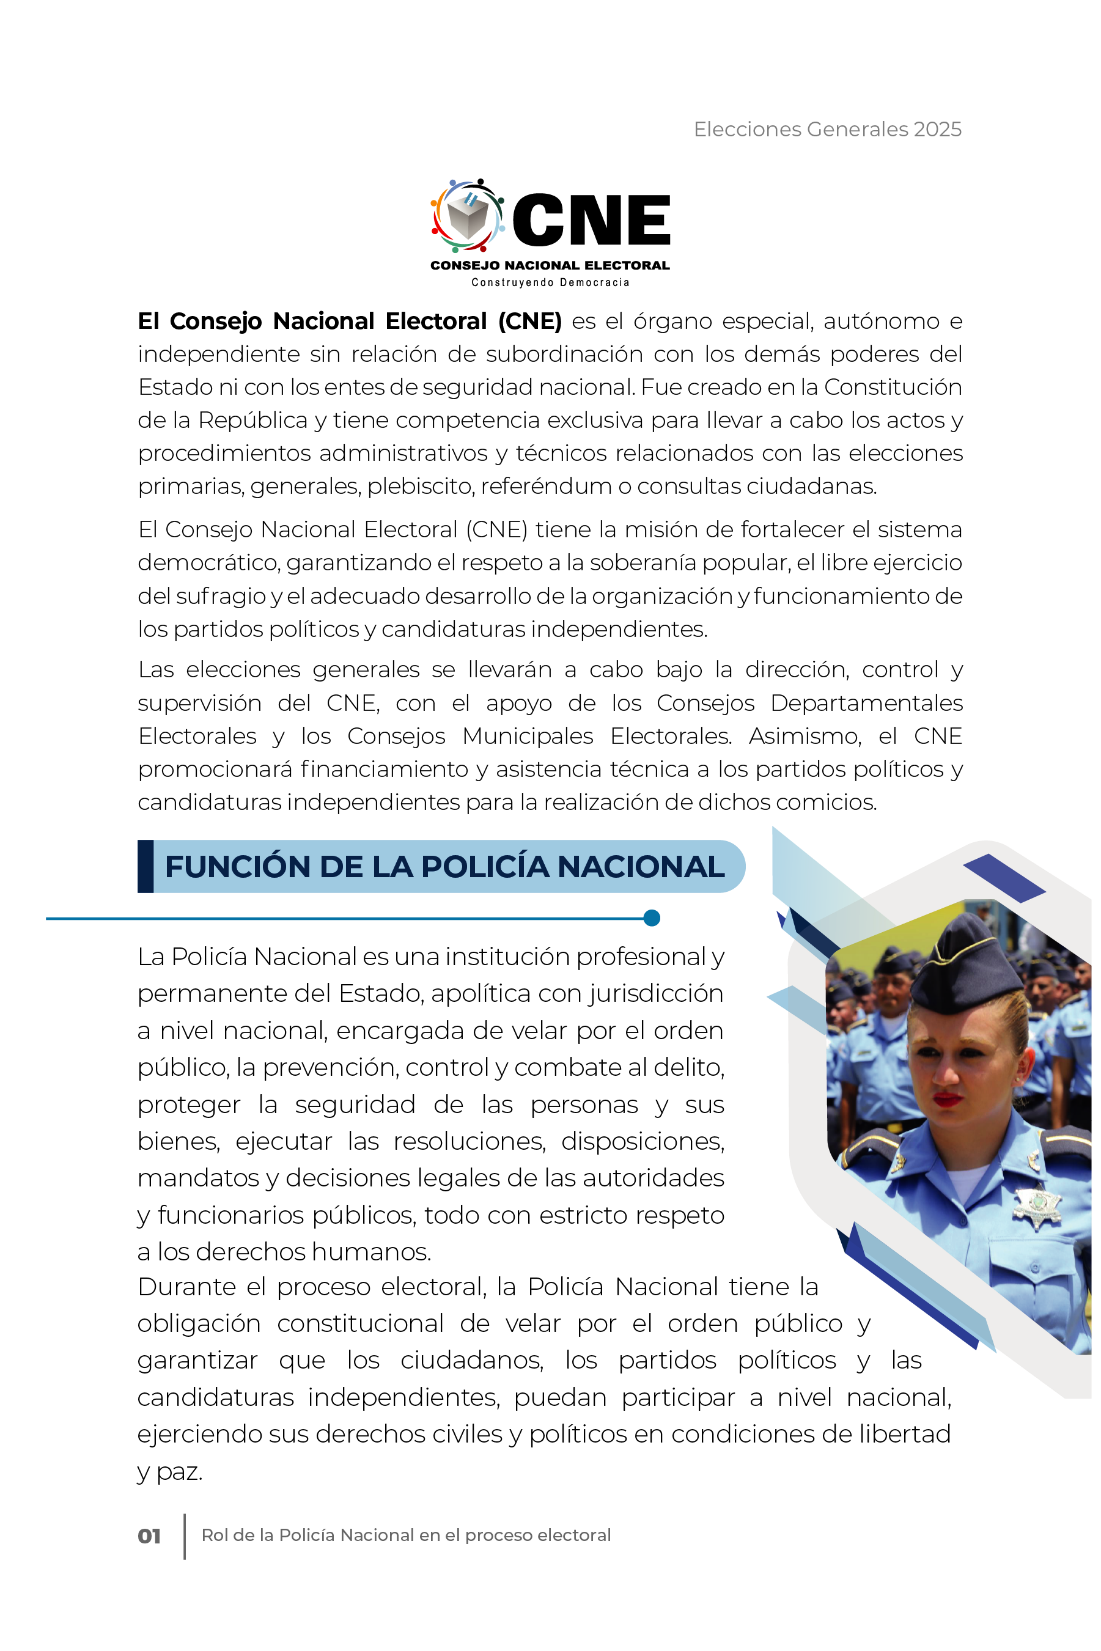 Elecciones Generales 2025
CNE
CONSEJO NACIONAL ELECTORAL
Construyendo Democracia
El Consejo Nacional Electoral (CNE) es el órgano especial, autónomo e
independiente sin relación de subordinación con los demás poderes del
Estado ni con los entes de seguridad nacional. Fue creado en la Constitución
de la República y tiene competencia exclusiva para llevar a cabo los actos y
procedimientos administrativos y técnicos relacionados con las elecciones
primarias, generales, plebiscito, referéndum o consultas ciudadanas.
El Consejo Nacional Electoral (CNE) tiene la misión de fortalecer el sistema
democrático, garantizando el respeto a la soberanía popular, el libre ejercicio
del sufragio y el adecuado desarrollo de la organización y funcionamiento de
los partidos políticos y candidaturas independientes.
Las elecciones generales se llevarán a cabo bajo la dirección, control y
supervisión del CNE, con el apoyo de los Consejos Departamentales
Electorales y los Consejos Municipales Electorales. Asimismo, el CNE
promocionará financiamiento y asistencia técnica a los partidos políticos y
candidaturas independientes para la realización de dichos comicios.
FUNCIÓN DE LA POLICÍA NACIONAL
La Policía Nacional es una institución profesional y
permanente del Estado, apolítica con jurisdicción
a nivel nacional, encargada de velar por el orden
público, la prevención, control y combate al delito,
proteger la seguridad de las personas y sus
bienes, ejecutar las resoluciones, disposiciones,
mandatos y decisiones legales de las autoridades
y funcionarios públicos, todo con estricto respeto
a los derechos humanos.
Durante el proceso electoral, la Policía Nacional tiene la
obligación constitucional de velar por el orden público y
garantizar que los ciudadanos, los partidos políticos y las
candidaturas independientes, puedan participar a nivel nacional,
ejerciendo sus derechos civiles y políticos en condiciones de libertad
y paz.
01 Rol de la Policía Nacional en el proceso electoral